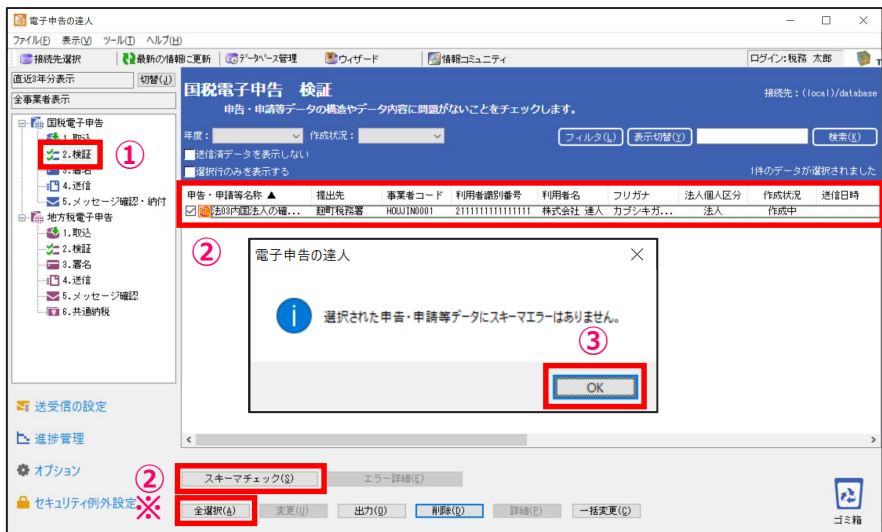 電子申告の達人
ファイル(F) 表示(V) ツール(T) ヘルプ(H)
接続先選択 最新の情報に更新 データベース管理 ウィザード 情報コミュニティ ログイン:税務 太郎
直近3年分表示 切替(J)
全事業者表示
国税電子申告
1.取込
2.検証
①
3.署名
4.送信
5.メッセージ確認・納付
地方税電子申告
1.取込
2.検証
3.署名
4.送信
5.メッセージ確認
6.共通納税
送受信の設定
進捗管理
オプション
セキュリティ例外設定
国税電子申告 検証
接続先:(local)/database
申告・申請等データの構造やデータ内容に問題がないことをチェックします。
年度: 作成状況: フィルタ(L) 表示切替(Y) 検索(K)
送信済データを表示しない
選択行のみを表示する
1件のデータが選択されました
申告・申請等名称 ▲ 提出先 事業者コード 利用者識別番号 利用者名 フリガナ 法人個人区分 作成状況 送信日時
法03内国法人の確... 麹町税務署 HOUJIN0001 2111111111111111 株式会社 達人 カブシキガ... 法人 作成中
②
電子申告の達人
選択された申告・申請等データにスキーマエラーはありません。
③
OK
②
スキーマチェック(S) エラー詳細(E)
※
全選択(A) 変更(U) 出力(O) 削除(D) 詳細(P) 一括変更(C)
ゴミ箱